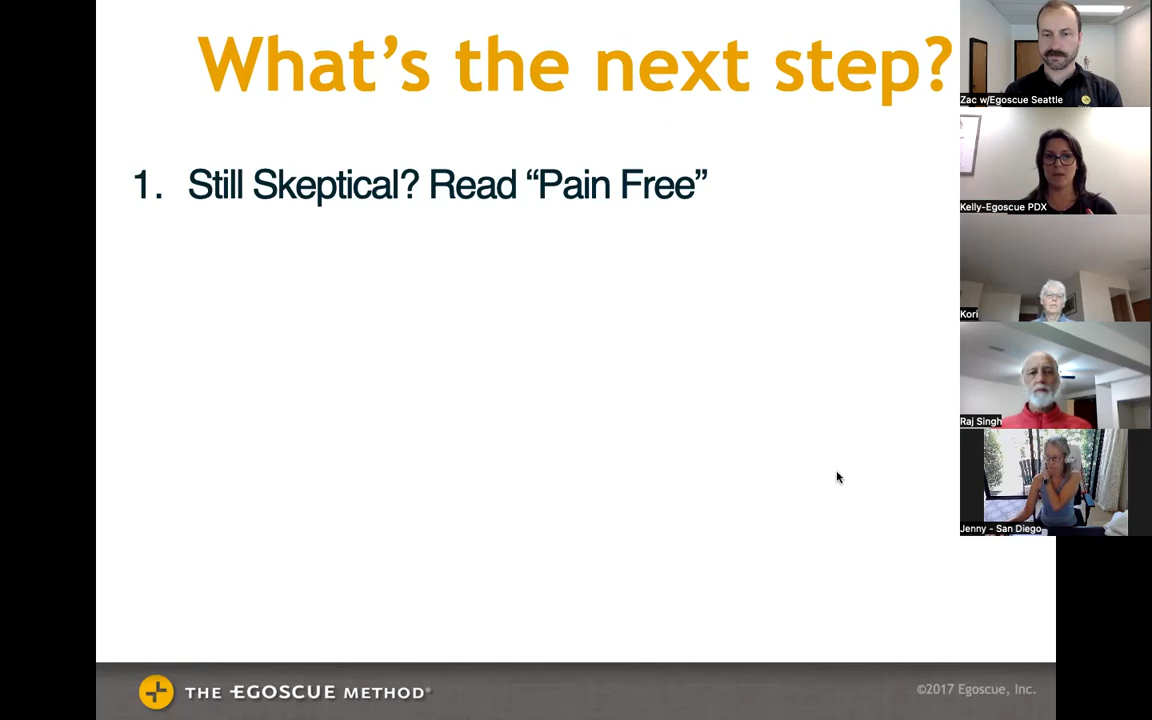 What's the next step?
1. Still Skeptical? Read “Pain Free”
Zac w/Egoscue Seattle
Kelly-Egoscue PDX
Kori
Raj Singh
Jenny - San Diego
THE EGOSCUE METHOD®
©2017 Egoscue, Inc.